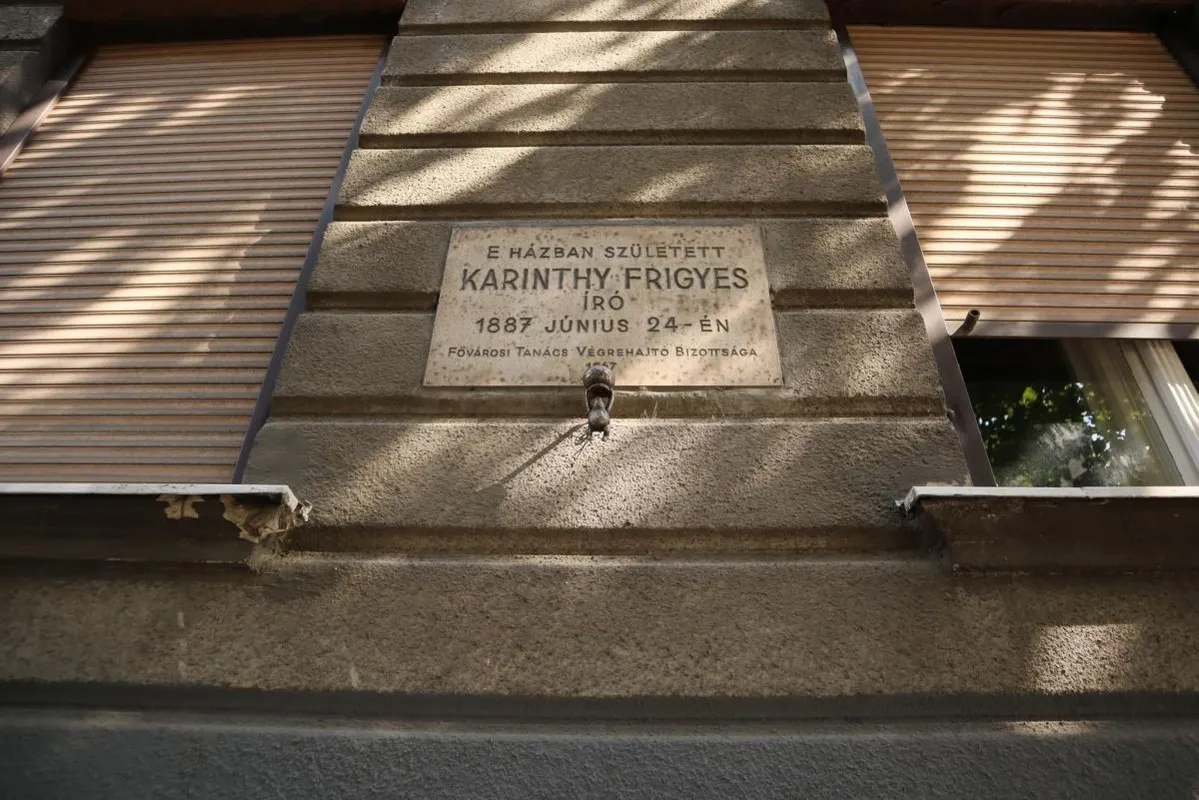 E HÁZBAN SZÜLETETT
KARINTHY FRIGYES
ÍRÓ
1887 JÚNIUS 24-ÉN
FŐVÁROSI TANÁCS VÉGREHAJTÓ BIZOTTSÁGA